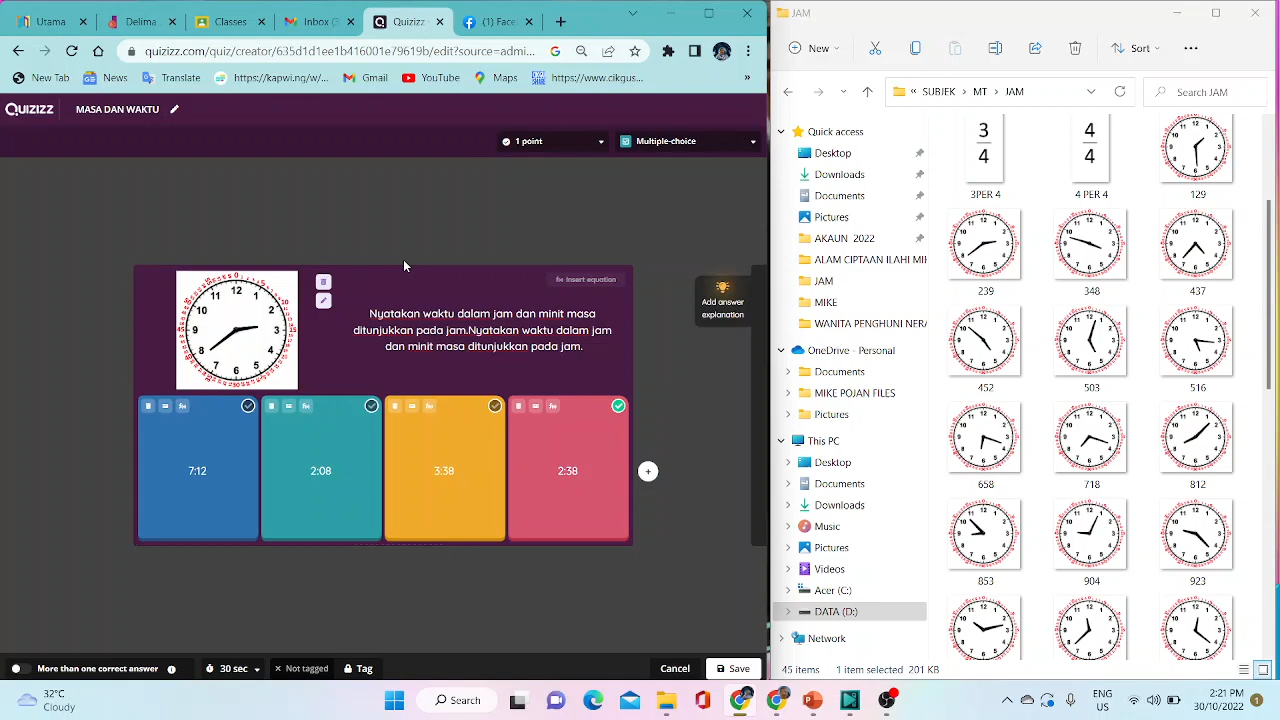 Utama
Delima
Classes
Inbox (
Quizizz -
(1) Face
JAM
quizizz.com/quiz/creator/635d1d1ee1b416001e79619b/edit?source=admi...
New
Sort
New Tab
News
Translate
https://kapwi.ng/w/...
Gmail
YouTube
Maps
https://www.cikgus...
SUBJEK
MT
JAM
Search JAM
Quizizz
MASA DAN WAKTU
1 point
Multiple-choice
Insert equation
Nyatakan waktu dalam jam dan minit masa
ditunjukkan pada jam.Nyatakan waktu dalam jam
dan minit masa ditunjukkan pada jam.
Add answer
explanation
7:12
2:08
3:38
2:38
More than one correct answer
30 sec
Not tagged
Tag
Cancel
Save
Quick access
Desktop
Downloads
Documents
Pictures
AKAUN 2022
ALAM CIPTAAN ILAHI MIK
JAM
MIKE
WANITA PENGHUNI NERA
OneDrive - Personal
Documents
MIKE POJAN FILES
Pictures
This PC
Desktop
Documents
Downloads
Music
Pictures
Videos
Acer (C:)
DATA (D:)
Network
3
4
4
4
3PER 4
4 PER 4
129
239
348
437
452
503
516
658
718
812
853
904
923
45 items
1 item selected 201 KB
32°C
Cloudy
Search
ENG
US
30/10/2022
1